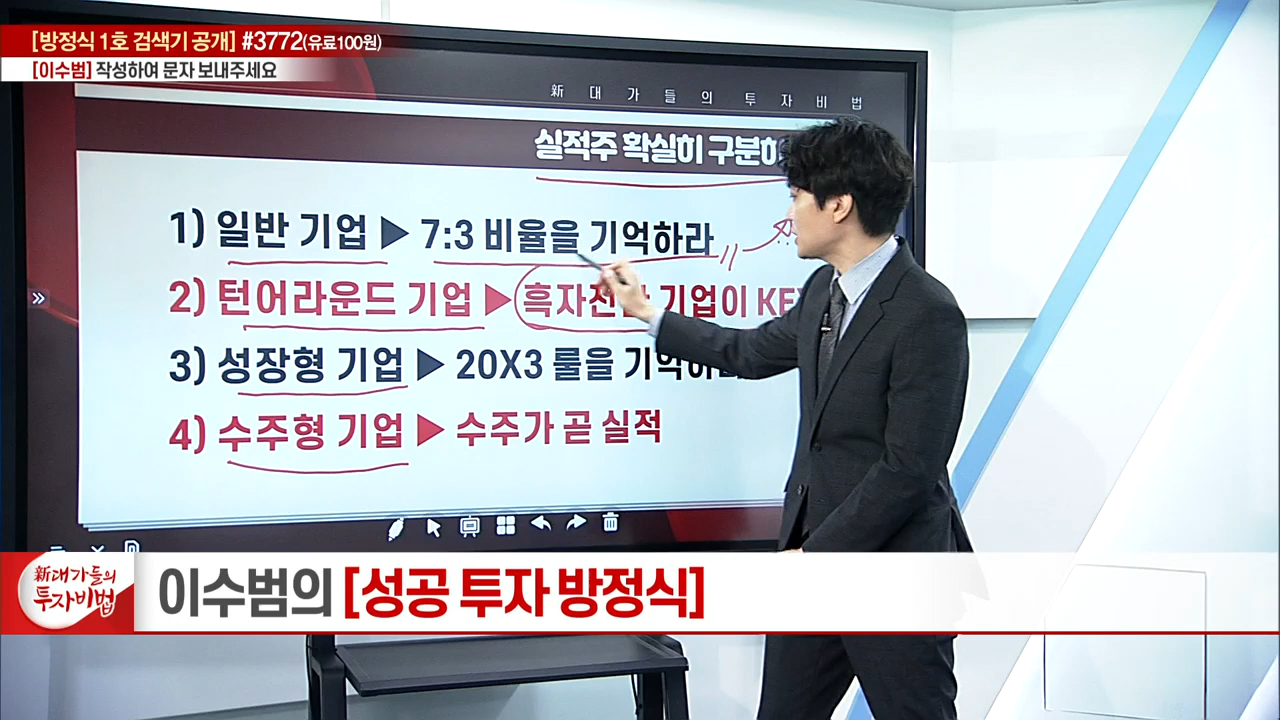 [방정식 1호 검색기 공개] #3772(유료100원)
[이수범] 작성하여 문자 보내주세요
新 대 가 들 의 투 자 비 법
실적주 확실히 구분하
1) 일반 기업 ▶ 7:3 비율을 기억하라
2) 턴어라운드 기업 ▶ 흑자전환 기업이 KE
3) 성장형 기업 ▶ 20X3 룰을 기억하라
4) 수주형 기업 ▶ 수주가 곧 실적
新대가들의
투자비법
이수범의 [성공 투자 방정식]